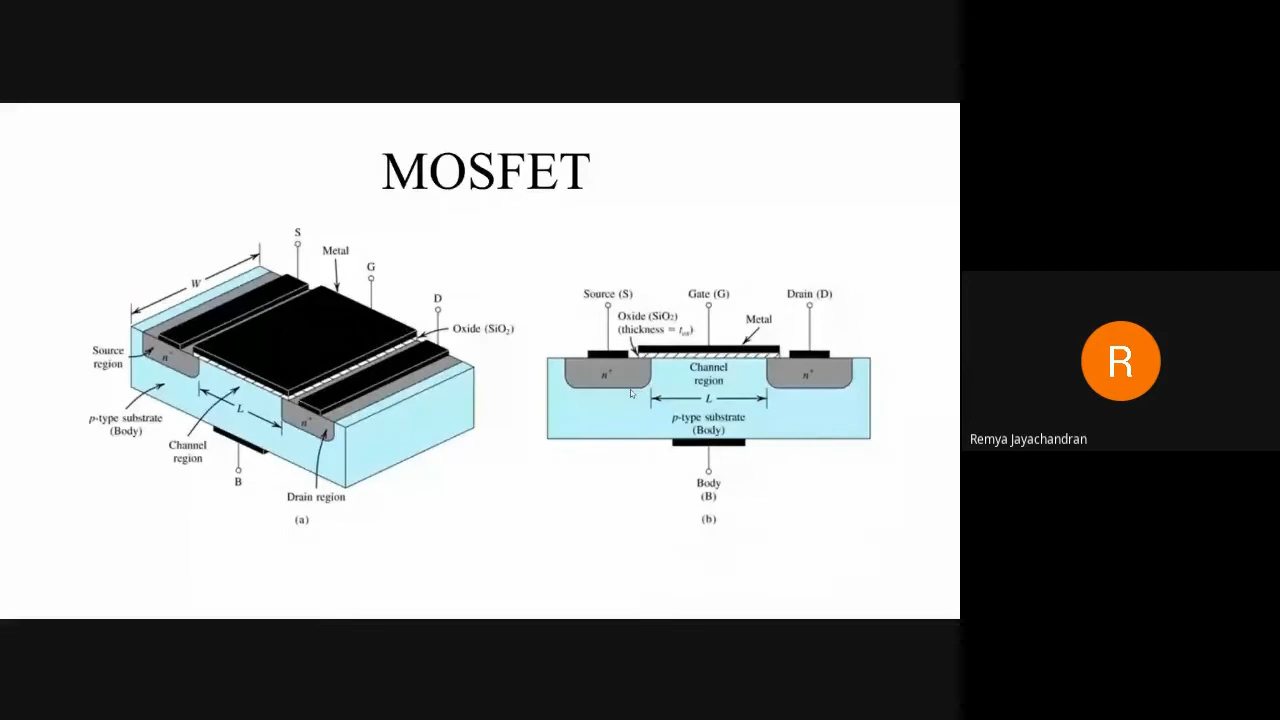 MOSFET
S
Metal
G
W
D
Oxide (SiO2)
Source
region
n+
L
n+
p-type substrate
(Body)
Channel
region
B
Drain region
(a)
Source (S)
Gate (G)
Drain (D)
Oxide (SiO2)
(thickness = tox)
Metal
n+
Channel
region
n+
L
p-type substrate
(Body)
Body
(B)
(b)
R
Remya Jayachandran